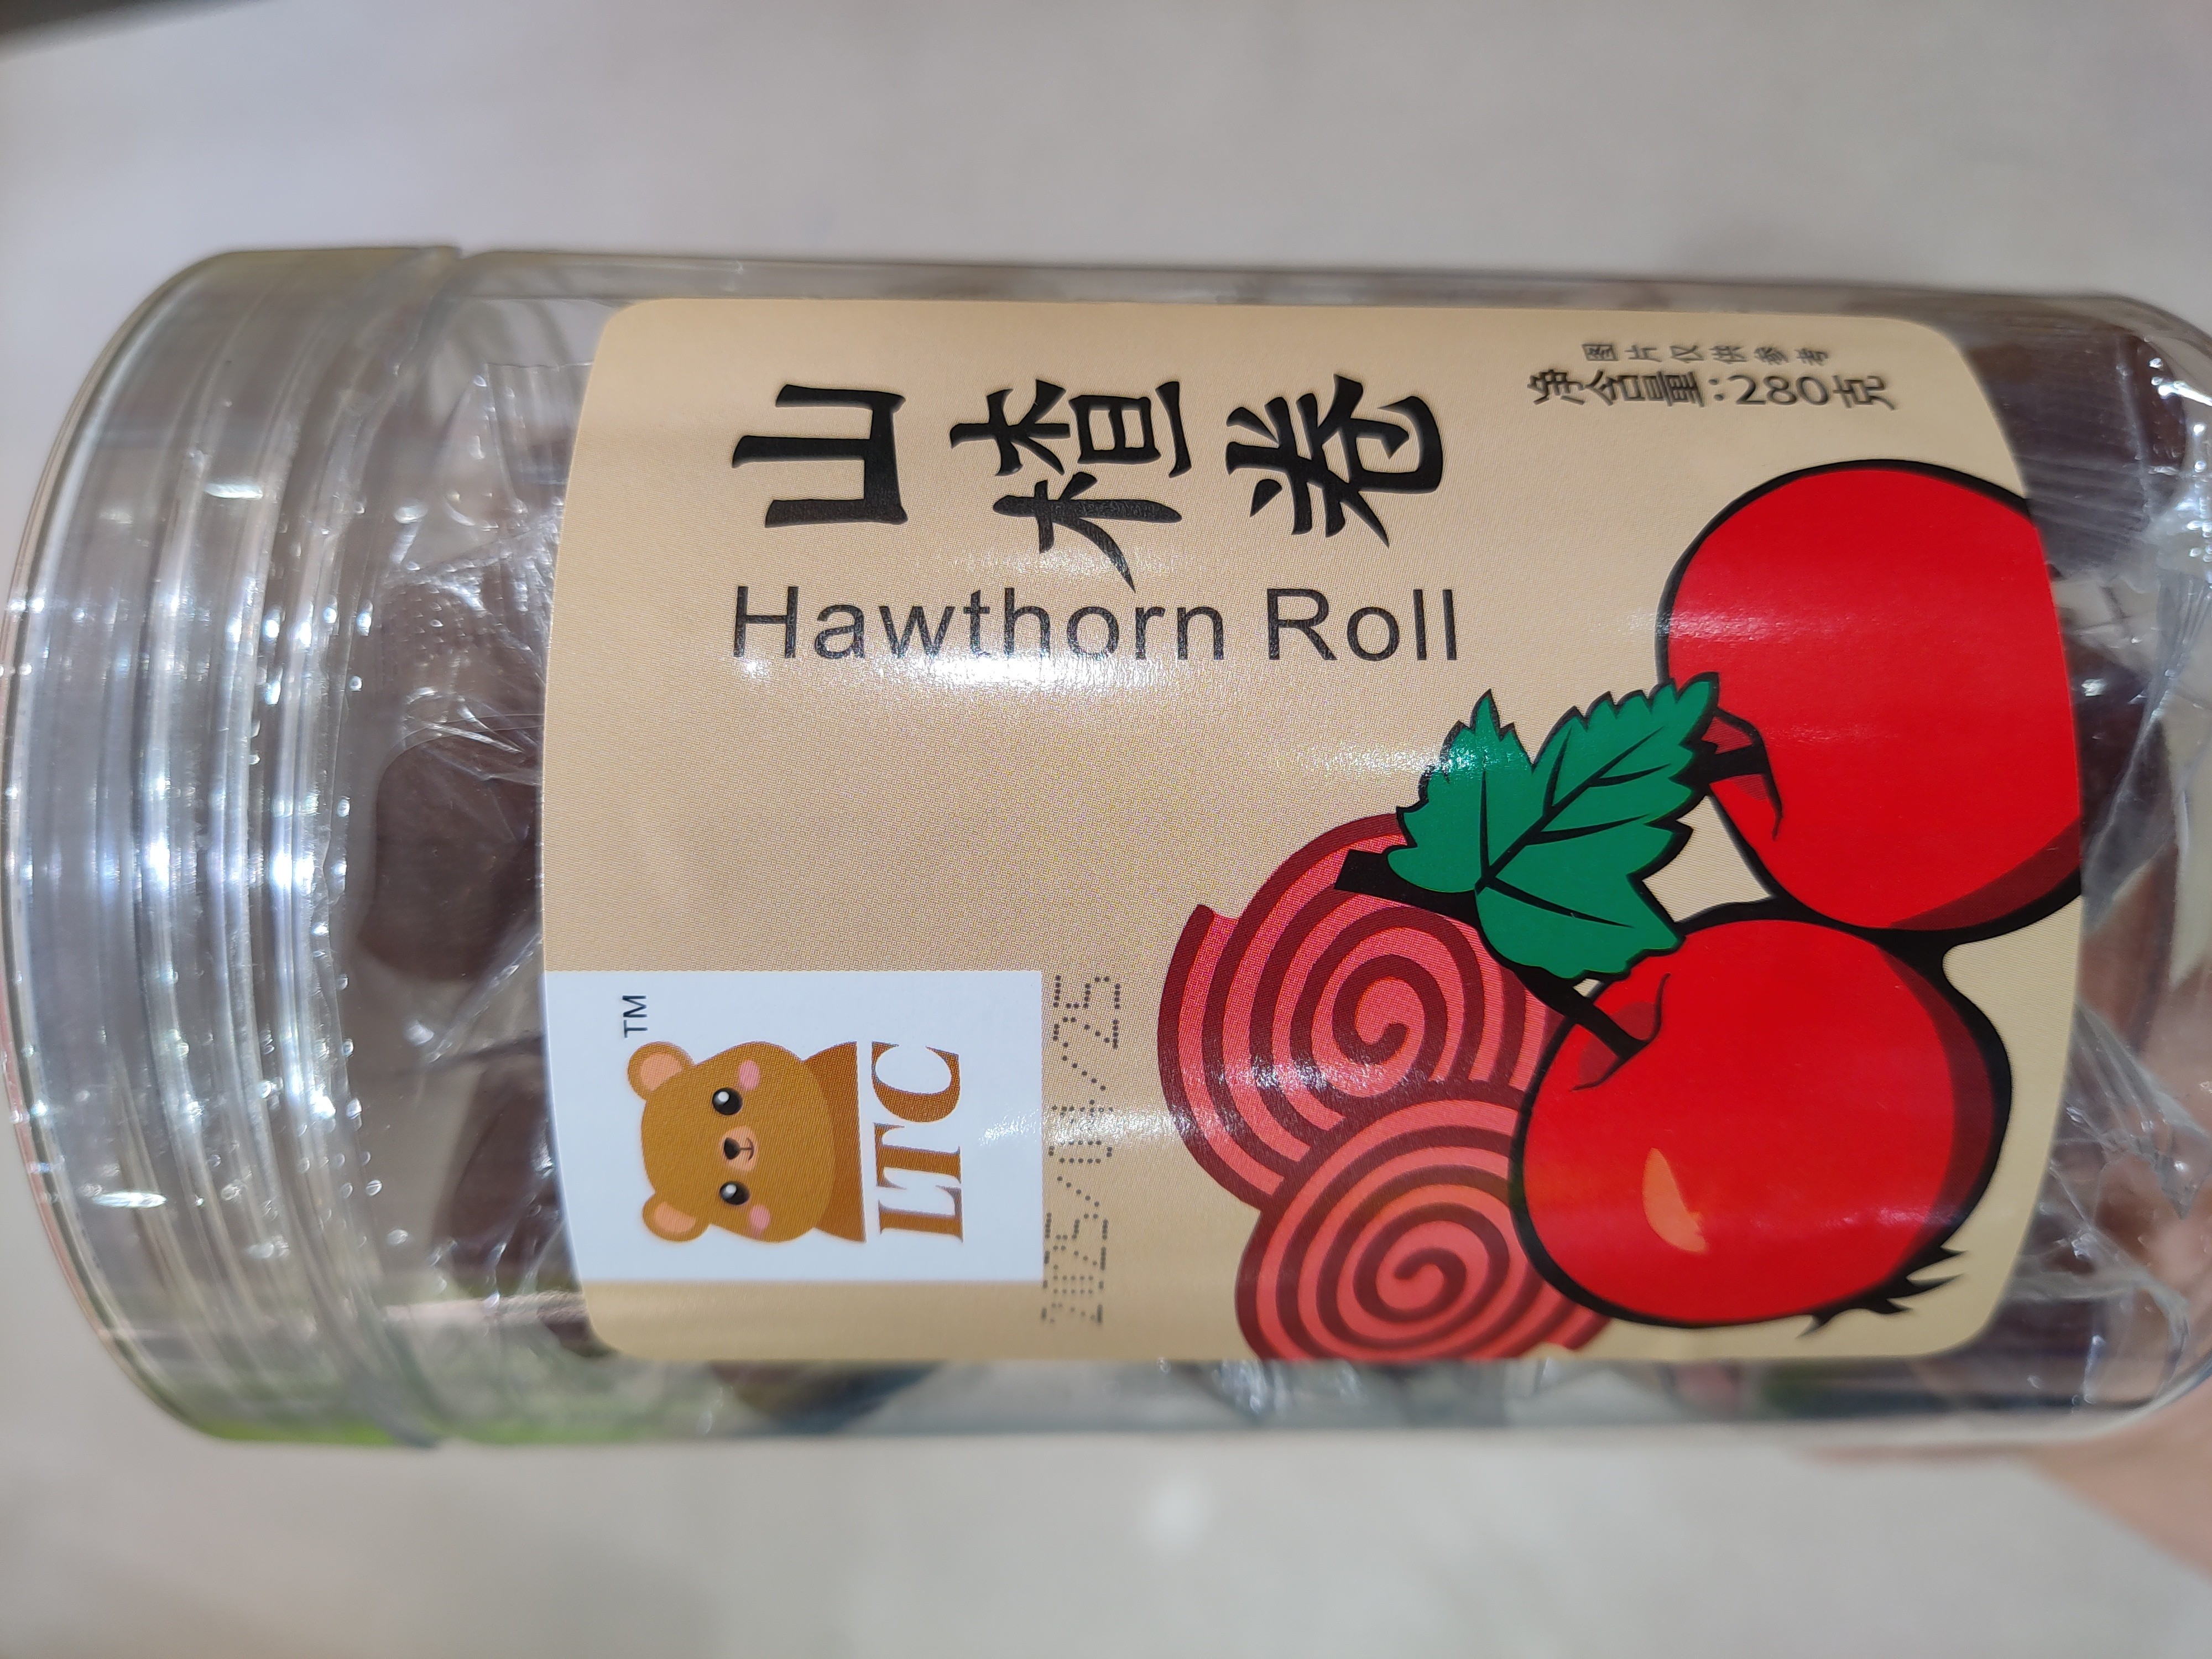 TM
LTC
山楂卷
Hawthorn Roll
图片仅供参考
净含量:280克